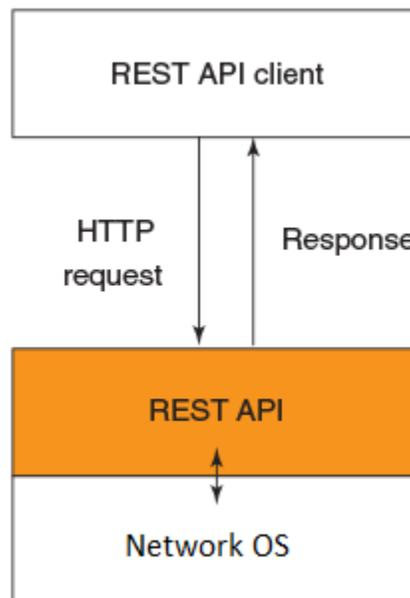 REST API client
HTTP
request
Response
REST API
Network OS